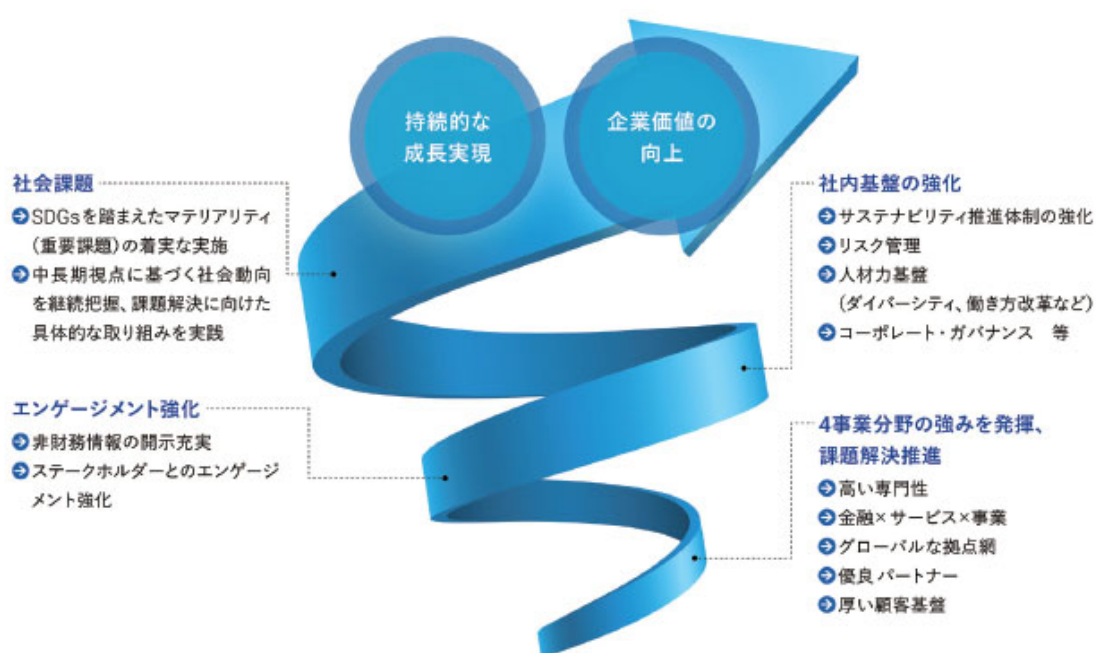 持続的な
成長実現
企業価値の
向上
社会課題
SDGsを踏まえたマテリアリティ
(重要課題)の着実な実施
中長期視点に基づく社会動向
を継続把握、課題解決に向けた
具体的な取り組みを実践
エンゲージメント強化
非財務情報の開示充実
ステークホルダーとのエンゲージ
メント強化
社内基盤の強化
サステナビリティ推進体制の強化
リスク管理
人材力基盤
(ダイバーシティ、働き方改革など)
コーポレート・ガバナンス 等
4事業分野の強みを発揮、
課題解決推進
高い専門性
金融×サービス×事業
グローバルな拠点網
優良パートナー
厚い顧客基盤